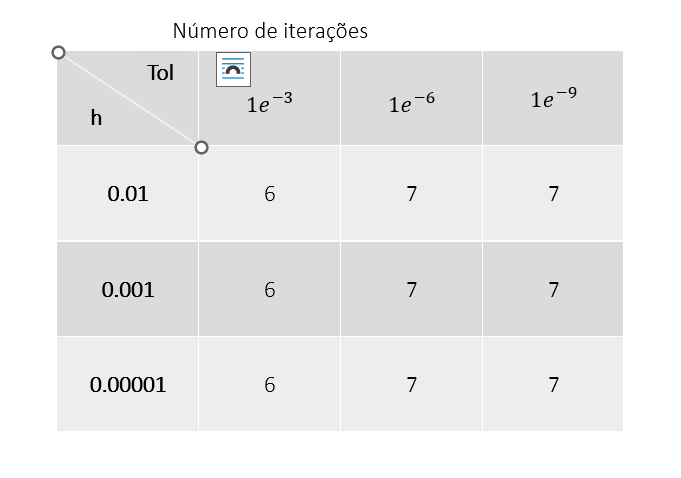 Número de iterações
Tol
h
1e⁻³ 1e⁻⁶ 1e⁻⁹
0.01 6 7 7
0.001 6 7 7
0.00001 6 7 7